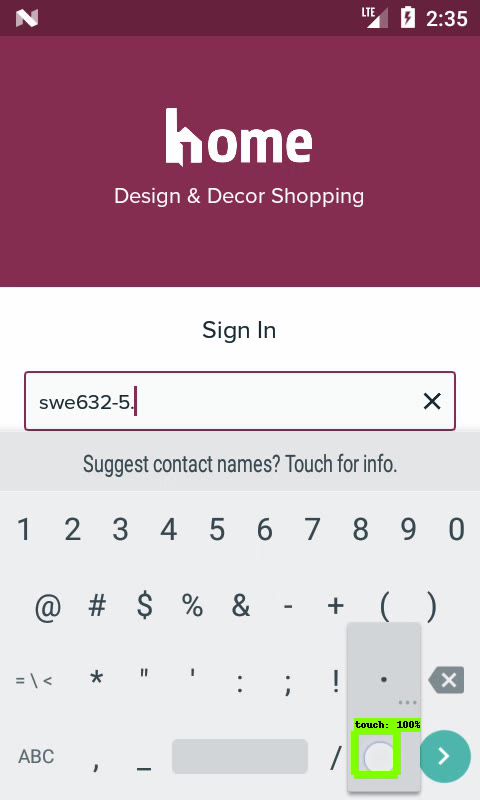 LTE 2:35
home
Design & Decor Shopping
Sign In
swe632-5.
Suggest contact names? Touch for info.
1 2 3 4 5 6 7 8 9 0
@ # $ % & - + ( )
= \ < * " ' : ; ! .
touch: 100%
ABC , _ /